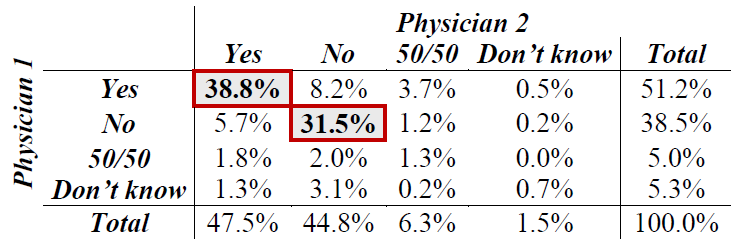 Physician 2
Yes No 50/50 Don't know Total
Physician 1
Yes 38.8% 8.2% 3.7% 0.5% 51.2%
No 5.7% 31.5% 1.2% 0.2% 38.5%
50/50 1.8% 2.0% 1.3% 0.0% 5.0%
Don't know 1.3% 3.1% 0.2% 0.7% 5.3%
Total 47.5% 44.8% 6.3% 1.5% 100.0%